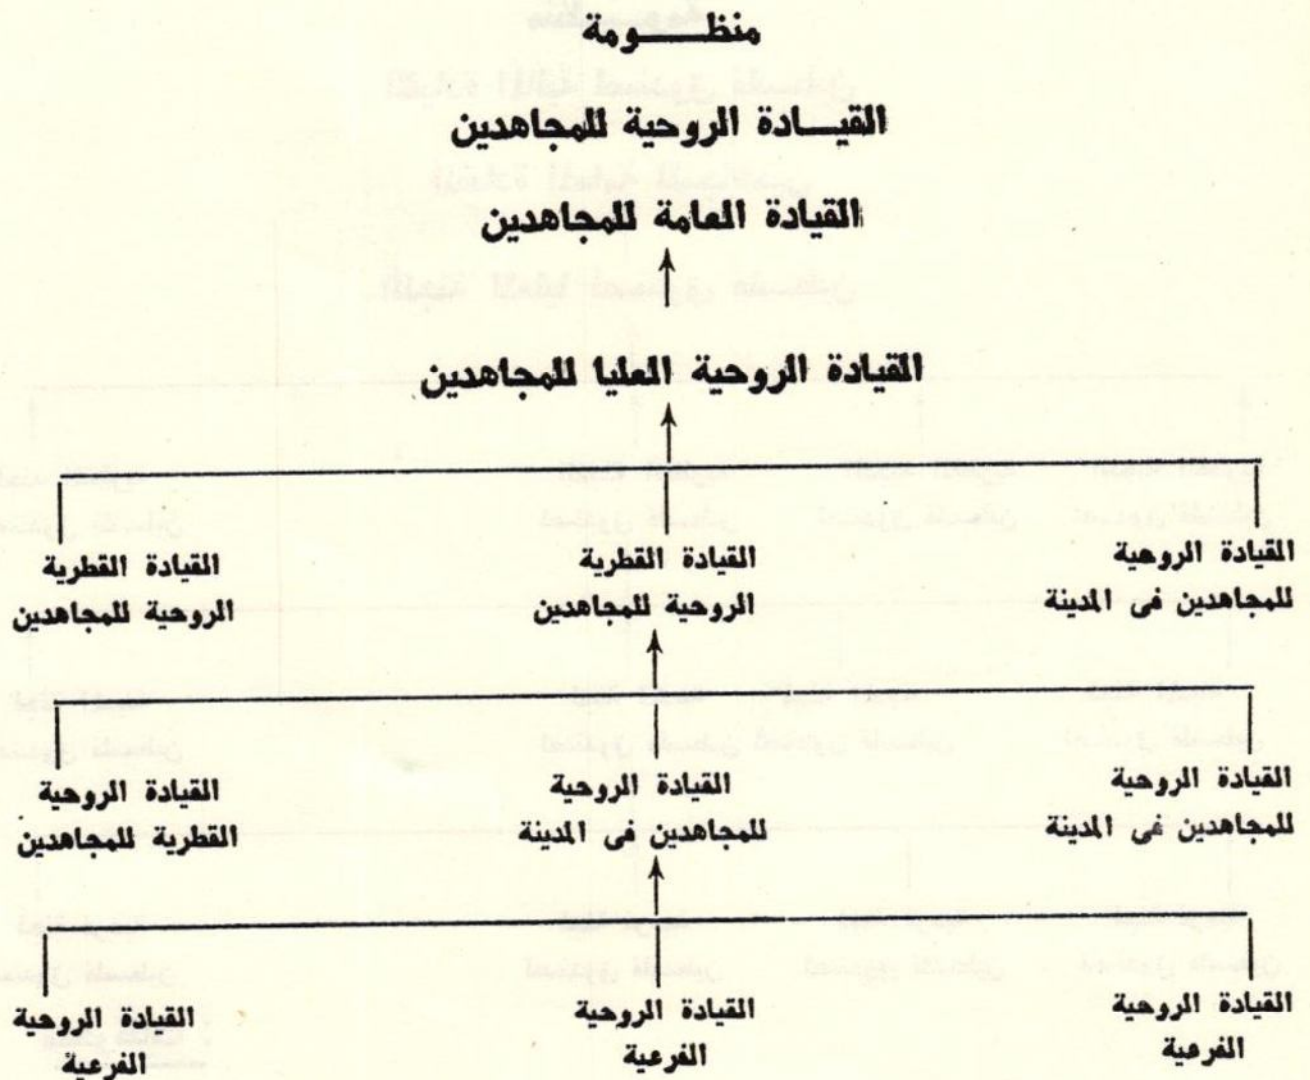 منظـــومة
القيـــادة الروحية للمجاهدين
القيادة العامة للمجاهدين
القيادة الروحية العليا للمجاهدين
القيادة الروحية
للمجاهدين فى المدينة
القيادة القطرية
الروحية للمجاهدين
القيادة القطرية
الروحية للمجاهدين
القيادة الروحية
للمجاهدين فى المدينة
القيادة الروحية
للمجاهدين فى المدينة
القيادة الروحية
القطرية للمجاهدين
القيادة الروحية
الفرعية
القيادة الروحية
الفرعية
القيادة الروحية
الفرعية